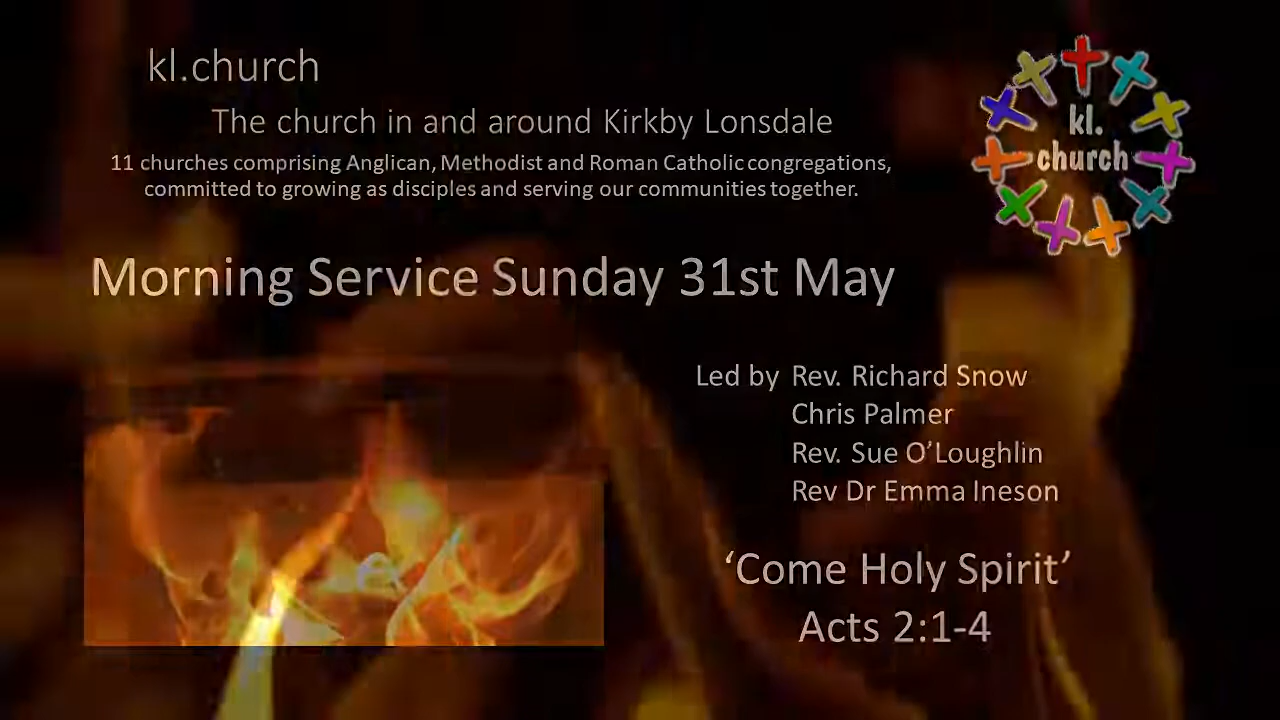 kl.church
The church in and around Kirkby Lonsdale
11 churches comprising Anglican, Methodist and Roman Catholic congregations,
committed to growing as disciples and serving our communities together.
kl.
church
Morning Service Sunday 31st May
Led by Rev. Richard Snow
Chris Palmer
Rev. Sue O’Loughlin
Rev Dr Emma Ineson
‘Come Holy Spirit’
Acts 2:1-4